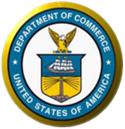 DEPARTMENT OF COMMERCE
UNITED STATES OF AMERICA